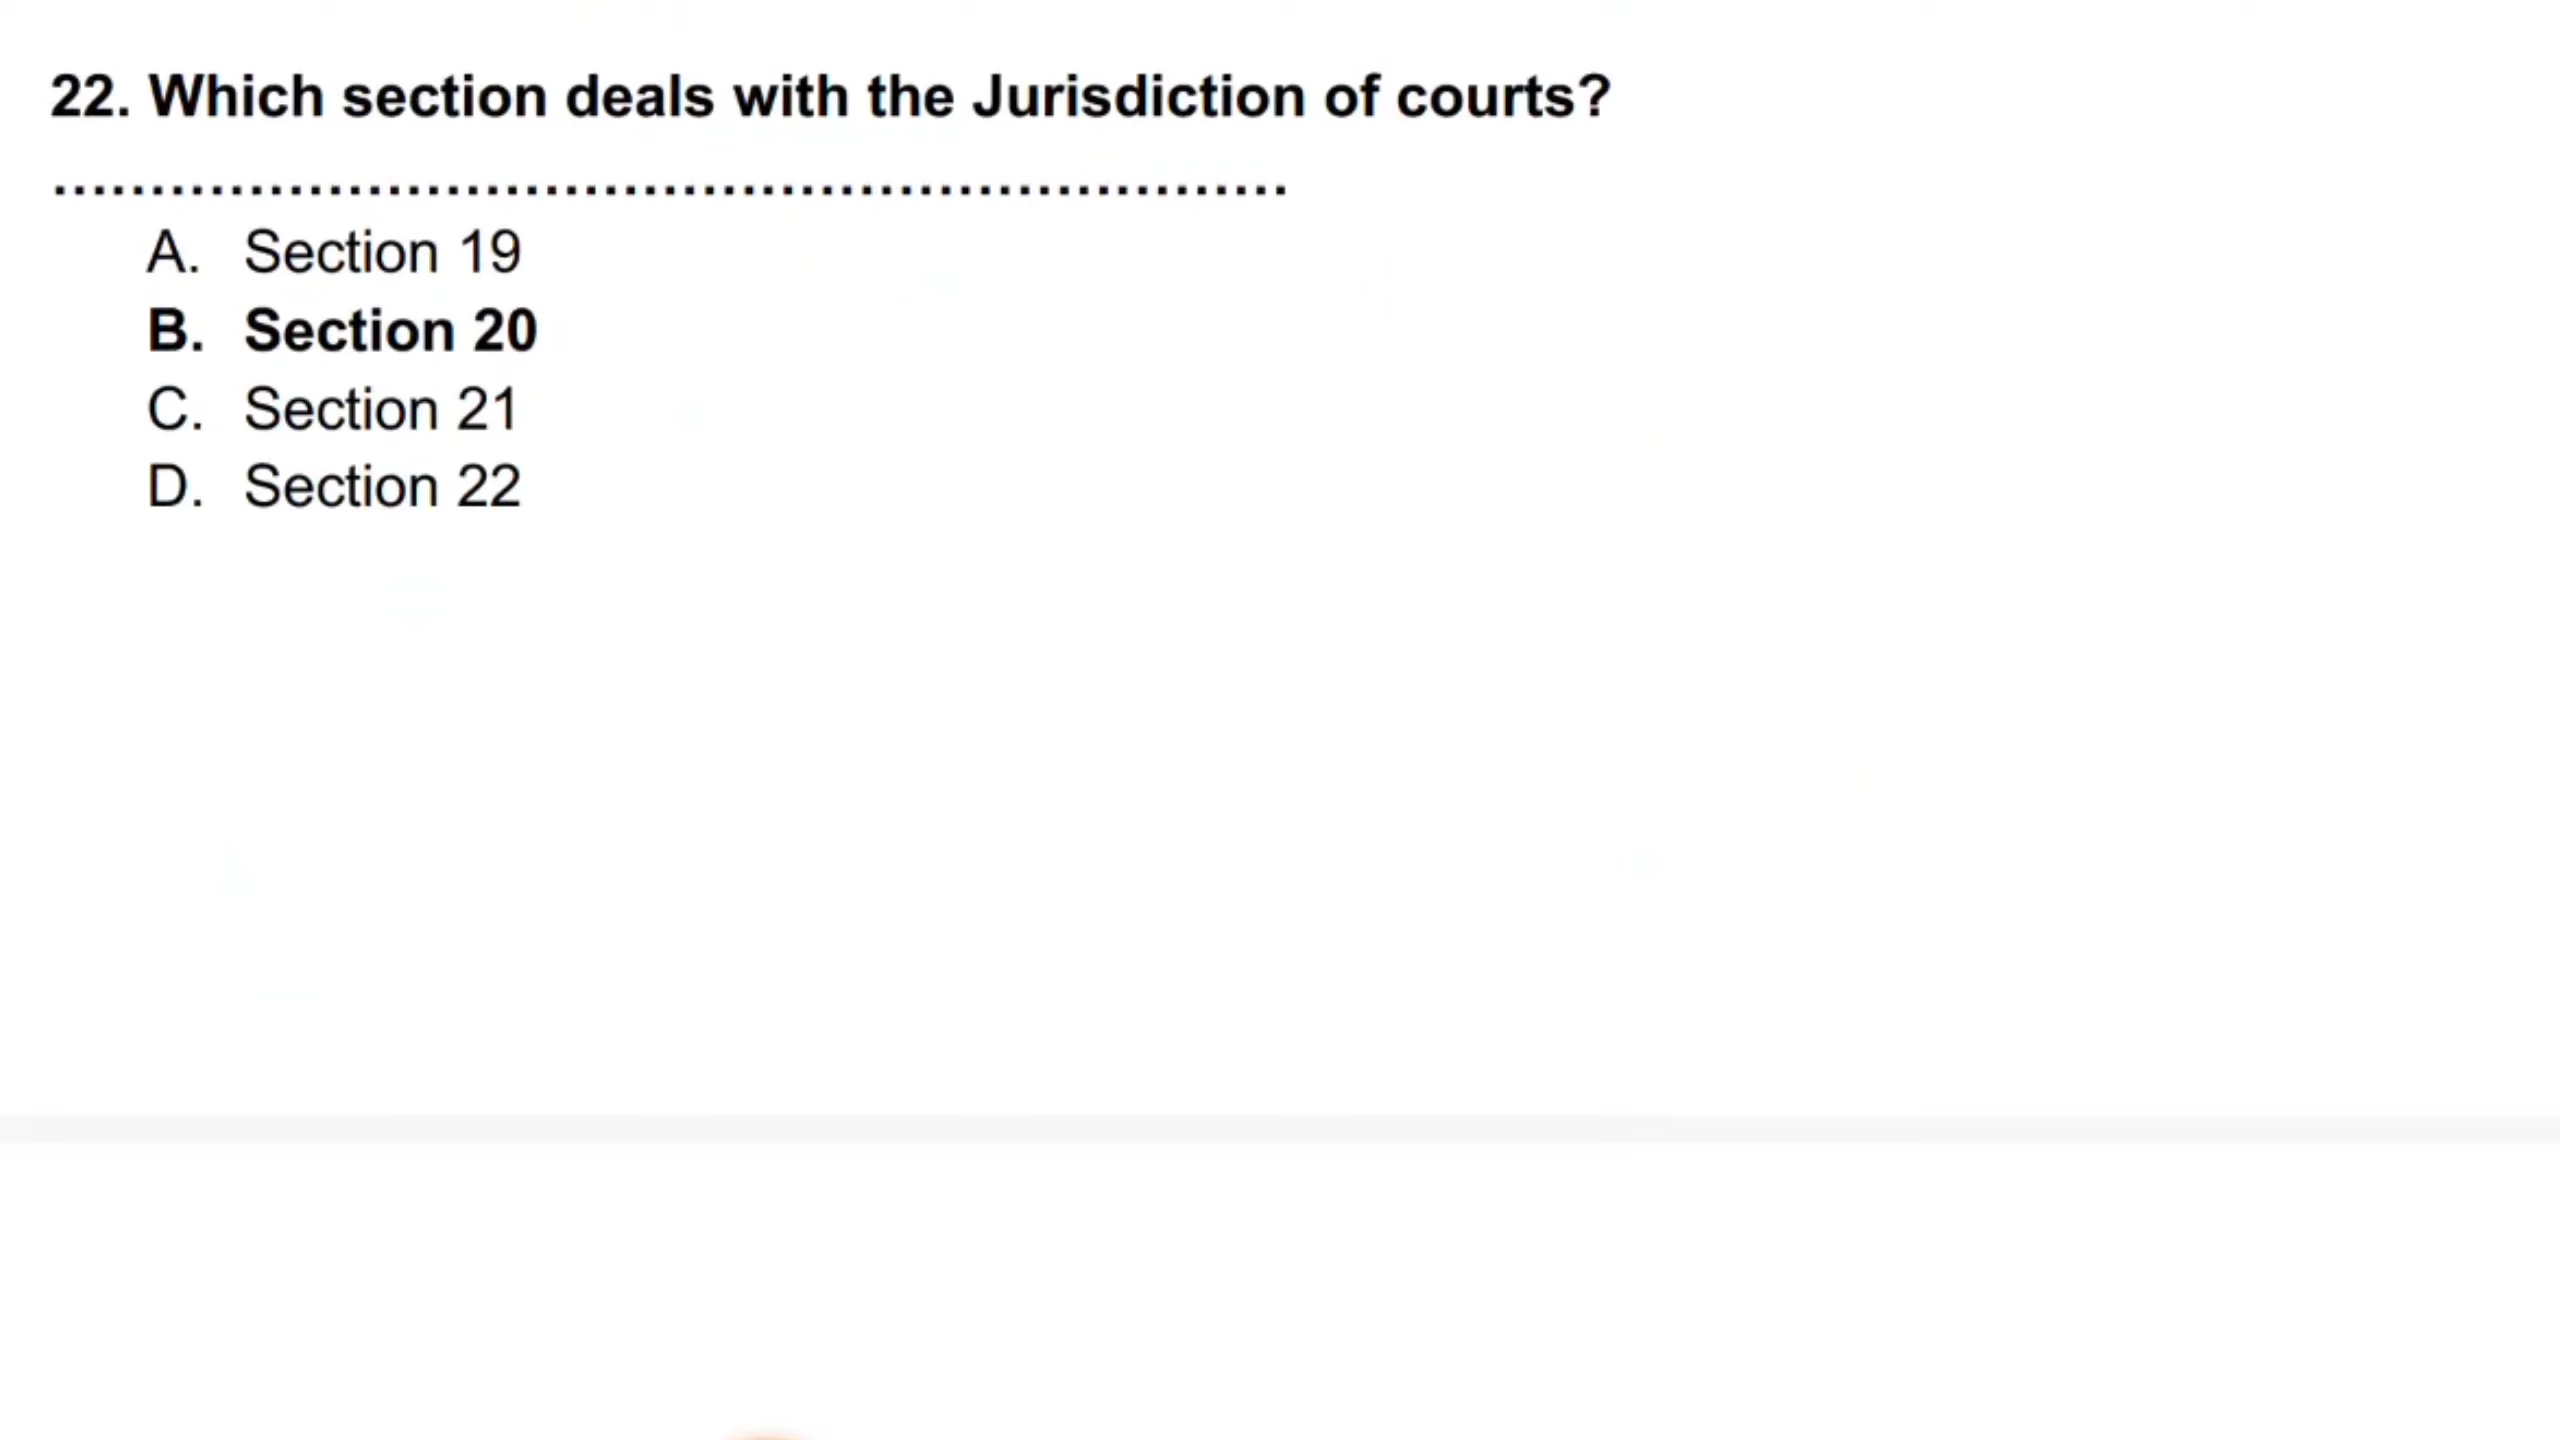 22. Which section deals with the Jurisdiction of courts?
...............................................................
A. Section 19
B. Section 20
C. Section 21
D. Section 22